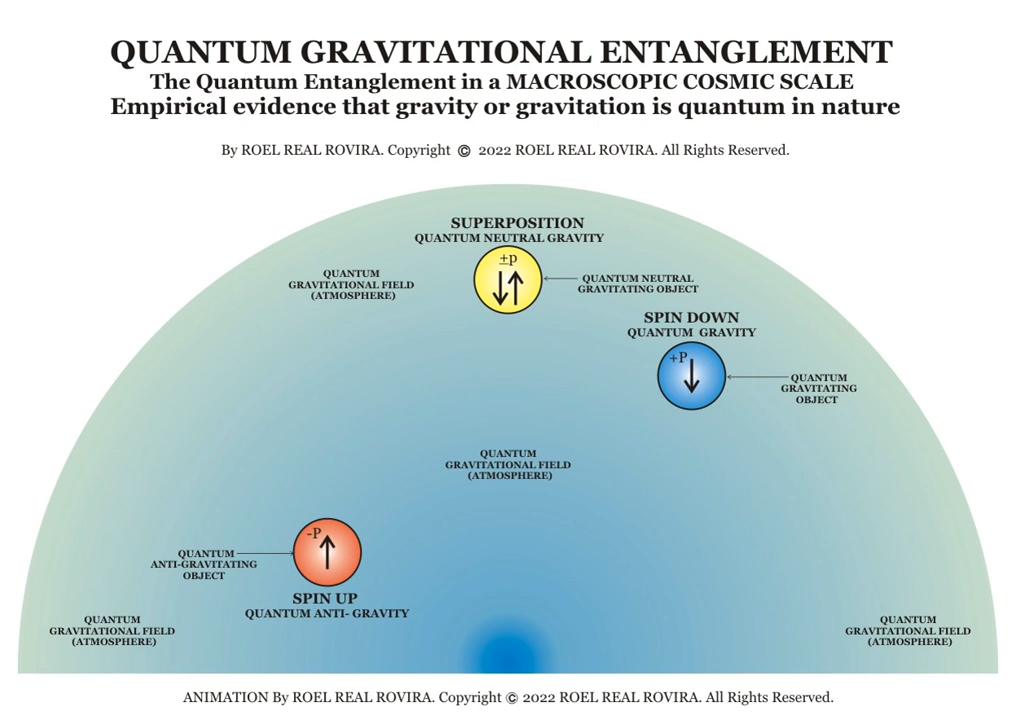 QUANTUM GRAVITATIONAL ENTANGLEMENT
The Quantum Entanglement in a MACROSCOPIC COSMIC SCALE
Empirical evidence that gravity or gravitation is quantum in nature
By ROEL REAL ROVIRA. Copyright © 2022 ROEL REAL ROVIRA. All Rights Reserved.
SUPERPOSITION
QUANTUM NEUTRAL GRAVITY
±p
QUANTUM
GRAVITATIONAL FIELD
(ATMOSPHERE)
QUANTUM NEUTRAL
GRAVITATING OBJECT
SPIN DOWN
QUANTUM GRAVITY
+P
QUANTUM
GRAVITATING
OBJECT
QUANTUM
GRAVITATIONAL FIELD
(ATMOSPHERE)
-P
QUANTUM
ANTI-GRAVITATING
OBJECT
SPIN UP
QUANTUM ANTI- GRAVITY
QUANTUM
GRAVITATIONAL FIELD
(ATMOSPHERE)
QUANTUM
GRAVITATIONAL FIELD
(ATMOSPHERE)
ANIMATION By ROEL REAL ROVIRA. Copyright © 2022 ROEL REAL ROVIRA. All Rights Reserved.